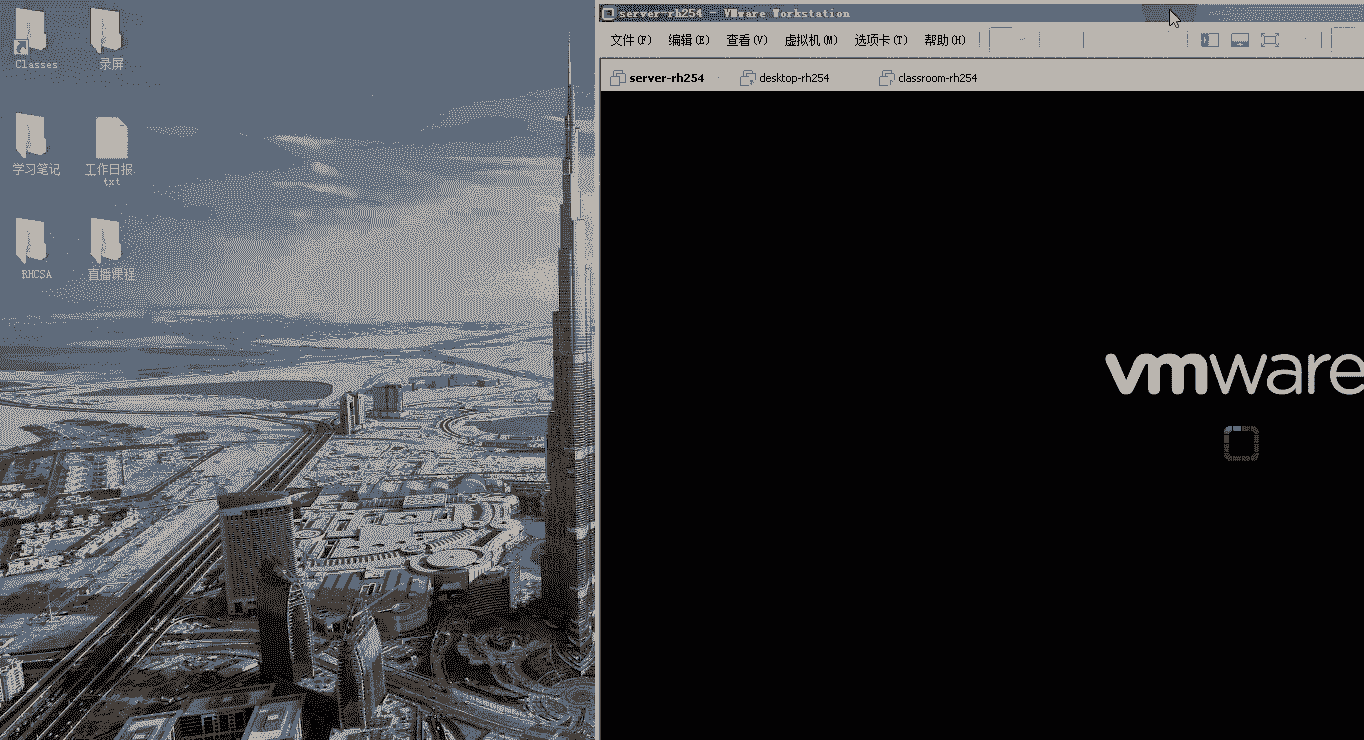 Classes
录屏
学习笔记
工作日报.
txt
RHCSA
直播课程
server-rh254 - VMware Workstation
文件(F) 编辑(E) 查看(V) 虚拟机(M) 选项卡(T) 帮助(H)
server-rh254 desktop-rh254 classroom-rh254
vmware